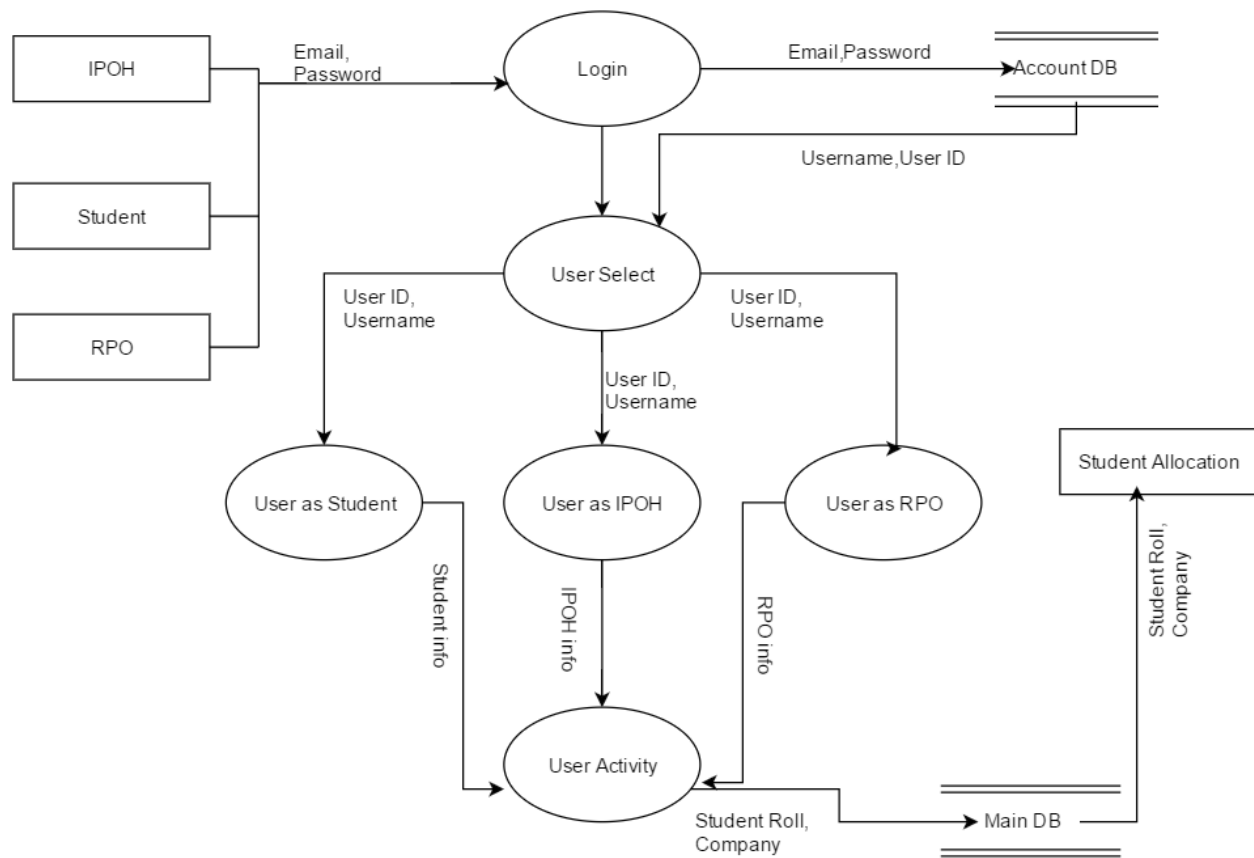 IPOH
Email,
Password
Login
Email,Password
Account DB
Username,User ID
Student
User Select
RPO
User ID,
Username
User ID,
Username
User ID,
Username
User as Student
User as IPOH
User as RPO
Student Allocation
Student info
IPOH info
RPO info
Student Roll,
Company
User Activity
Student Roll,
Company
Main DB